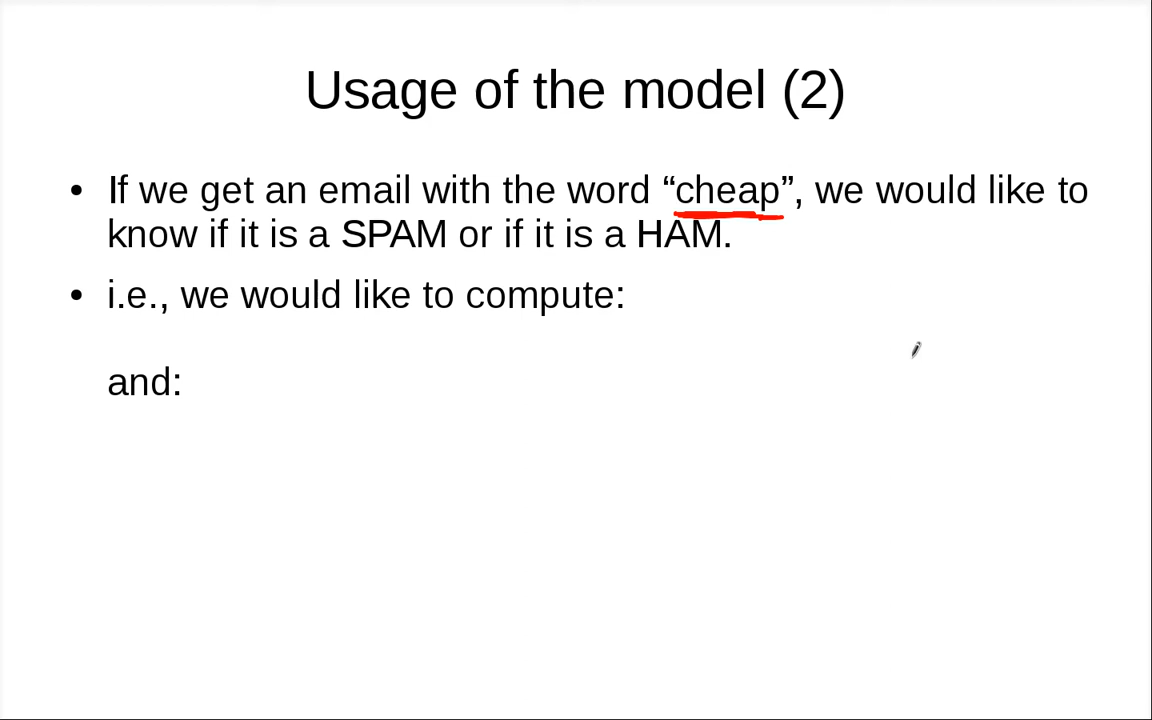 Usage of the model (2)
• If we get an email with the word “cheap”, we would like to
know if it is a SPAM or if it is a HAM.
• i.e., we would like to compute:
and: